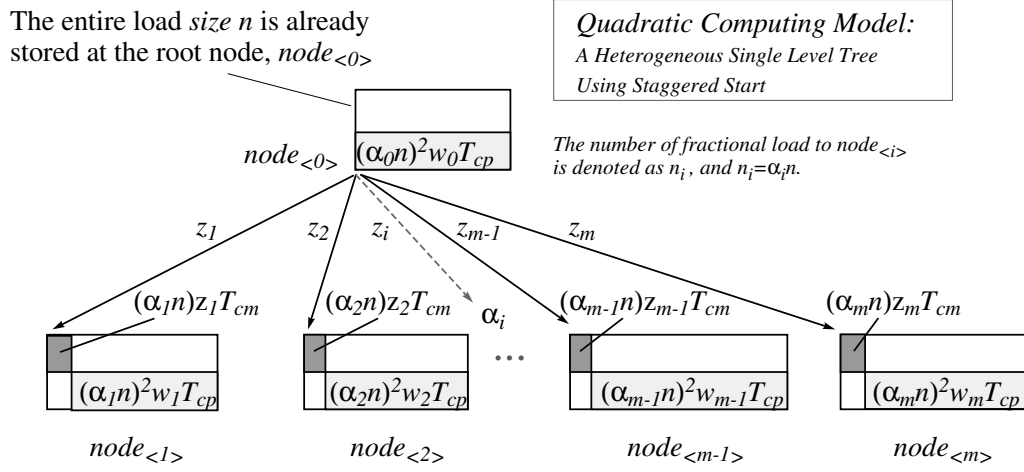 The entire load size n is already
stored at the root node, node<0>
Quadratic Computing Model:
A Heterogeneous Single Level Tree
Using Staggered Start
The number of fractional load to node<i>
is denoted as nᵢ, and nᵢ=αᵢn.
node<0>
(α₀n)²w₀Tcp
z₁
z₂
zᵢ
zm-1
zm
(α₁n)z₁Tcm
(α₂n)z₂Tcm
αᵢ
(αm-1n)zm-1Tcm
(αmn)zmTcm
...
(α₁n)²w₁Tcp
(α₂n)²w₂Tcp
(αm-1n)²wm-1Tcp
(αmn)²wmTcp
node<1>
node<2>
node<m-1>
node<m>